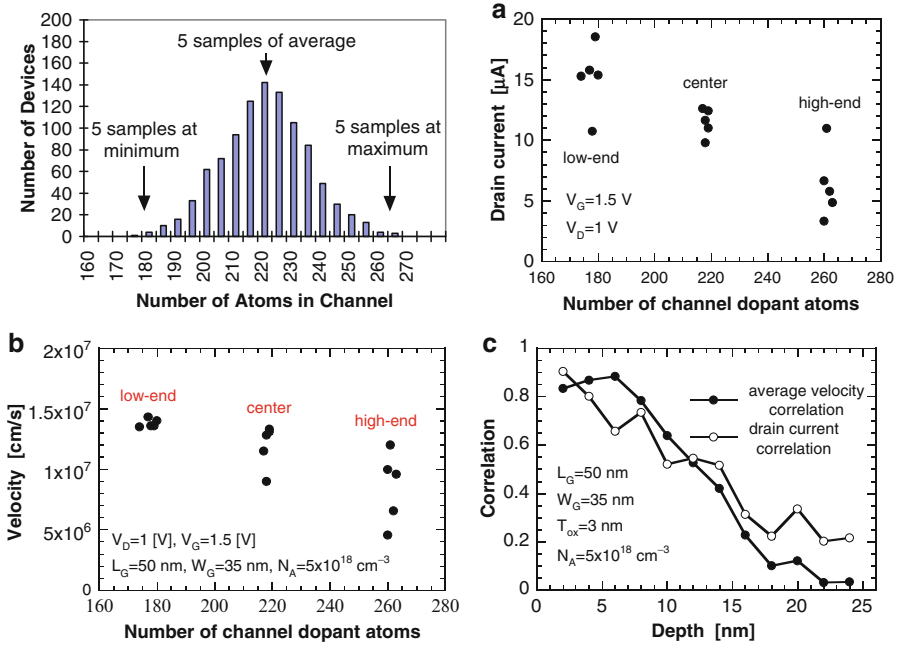 200
180
160
140
120
100
80
60
40
20
0
Number of Devices
5 samples of average
5 samples at
minimum
5 samples at
maximum
160
180
190
200
210
220
230
240
250
260
270
Number of Atoms in Channel
a
20
15
10
5
0
Drain current [µA]
center
high-end
low-end
V_G=1.5 V
V_D=1 V
160 180 200 220 240 260 280
Number of channel dopant atoms
b
2x10^7
1.5x10^7
1x10^7
5x10^6
0
Velocity [cm/s]
low-end
center
high-end
V_D=1 [V], V_G=1.5 [V]
L_G=50 nm, W_G=35 nm, N_A=5x10^18 cm^−3
160 180 200 220 240 260 280
Number of channel dopant atoms
c
1
0.8
0.6
0.4
0.2
0
Correlation
average velocity
correlation
drain current
correlation
L_G=50 nm
W_G=35 nm
T_ox=3 nm
N_A=5x10^18 cm^−3
0 5 10 15 20 25
Depth [nm]